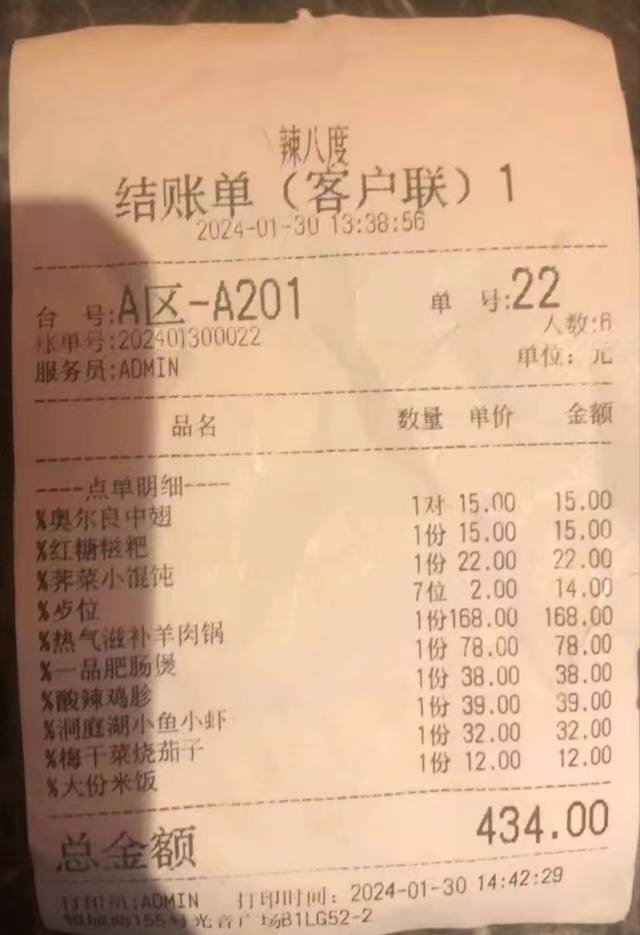 辣八度
结账单（客户联）1
2024-01-30 13:38:56
台 号:A区-A201 单 号:22
人数:6
账单号:202401300022
服务员:ADMIN 单位: 元
品名 数量 单价 金额
----点单明细----
%奥尔良中翅 1对 15.00 15.00
%红糖糍粑 1份 15.00 15.00
%荠菜小馄饨 1份 22.00 22.00
%歺位 7位 2.00 14.00
%热气滋补羊肉锅 1份168.00 168.00
%一品肥肠煲 1份 78.00 78.00
%酸辣鸡胗 1份 38.00 38.00
%洞庭湖小鱼小虾 1份 39.00 39.00
%梅干菜烧茄子 1份 32.00 32.00
%大份米饭 1份 12.00 12.00
总金额 434.00
打印员:ADMIN 打印时间: 2024-01-30 14:42:29
155号光音广场B1LG52-2